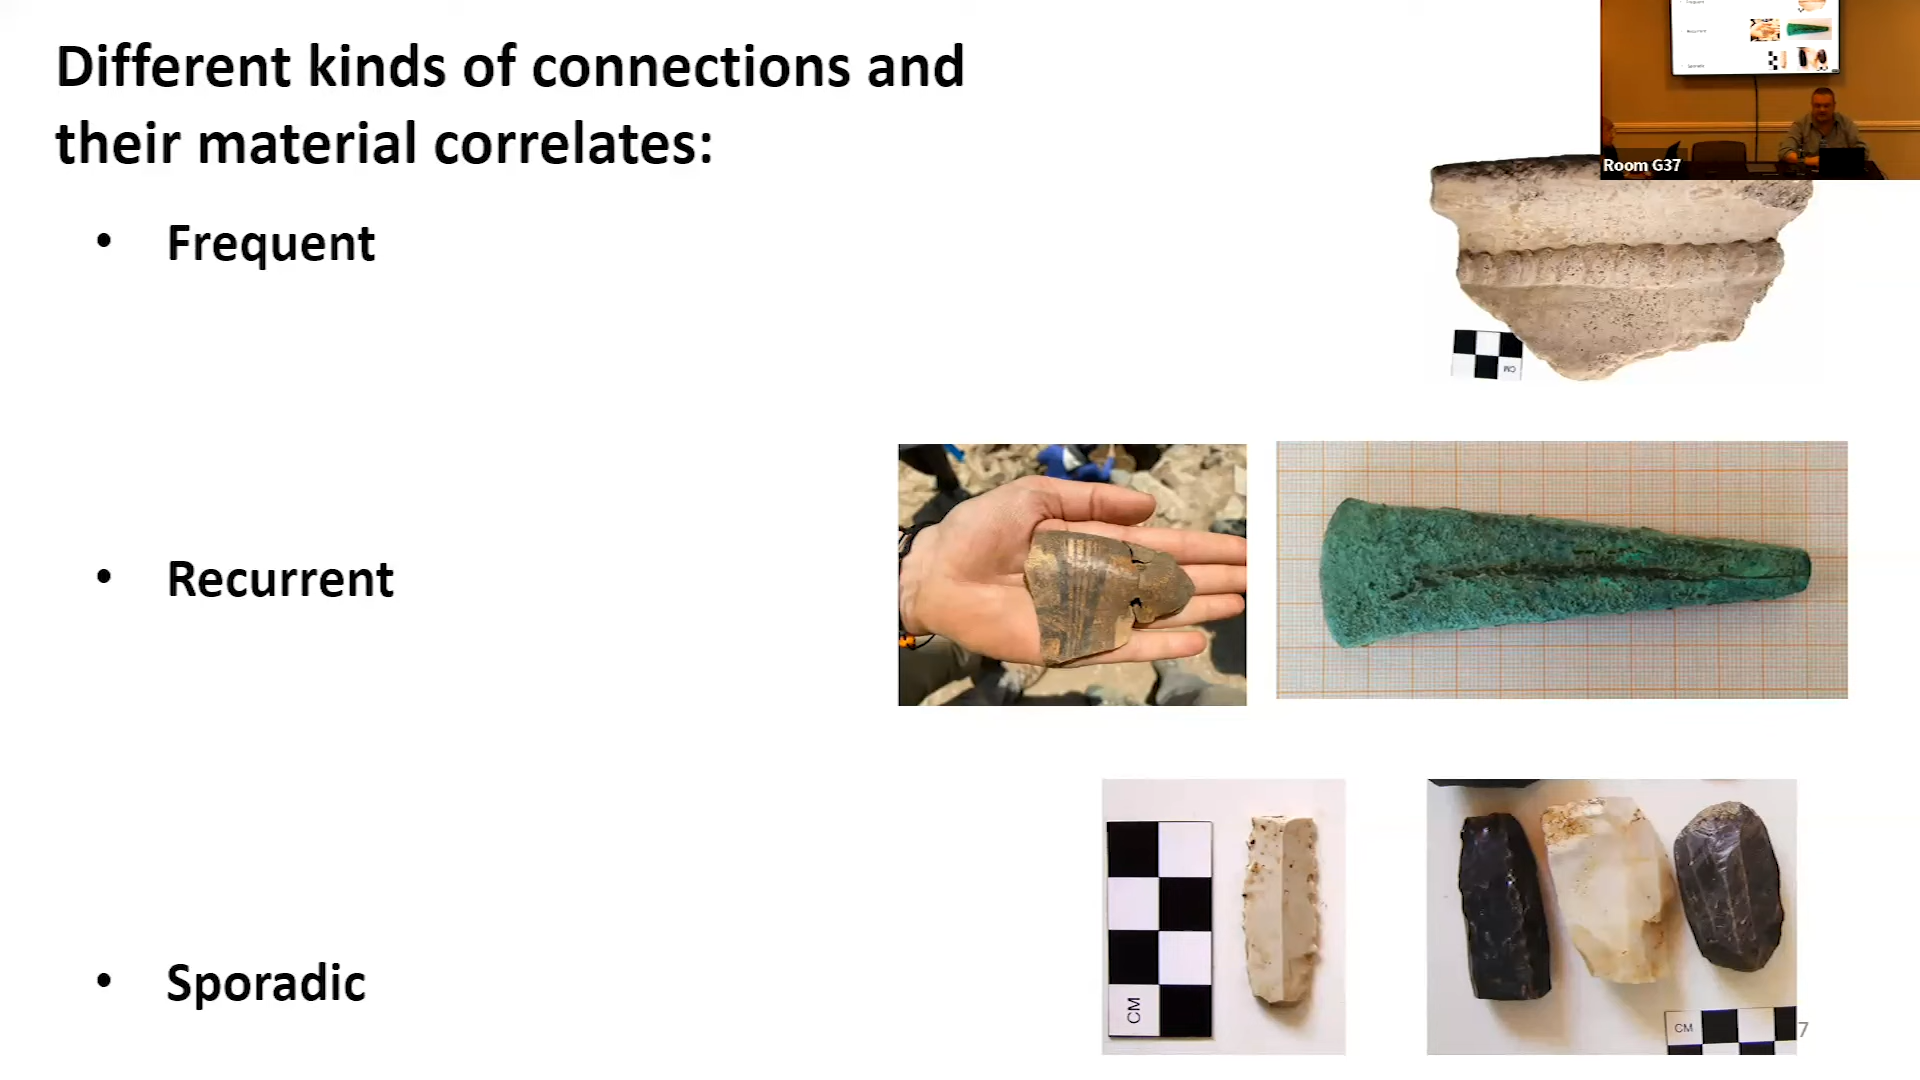 Different kinds of connections and
their material correlates:
Room G37
• Frequent
CM
• Recurrent
• Sporadic
CM
CM
7